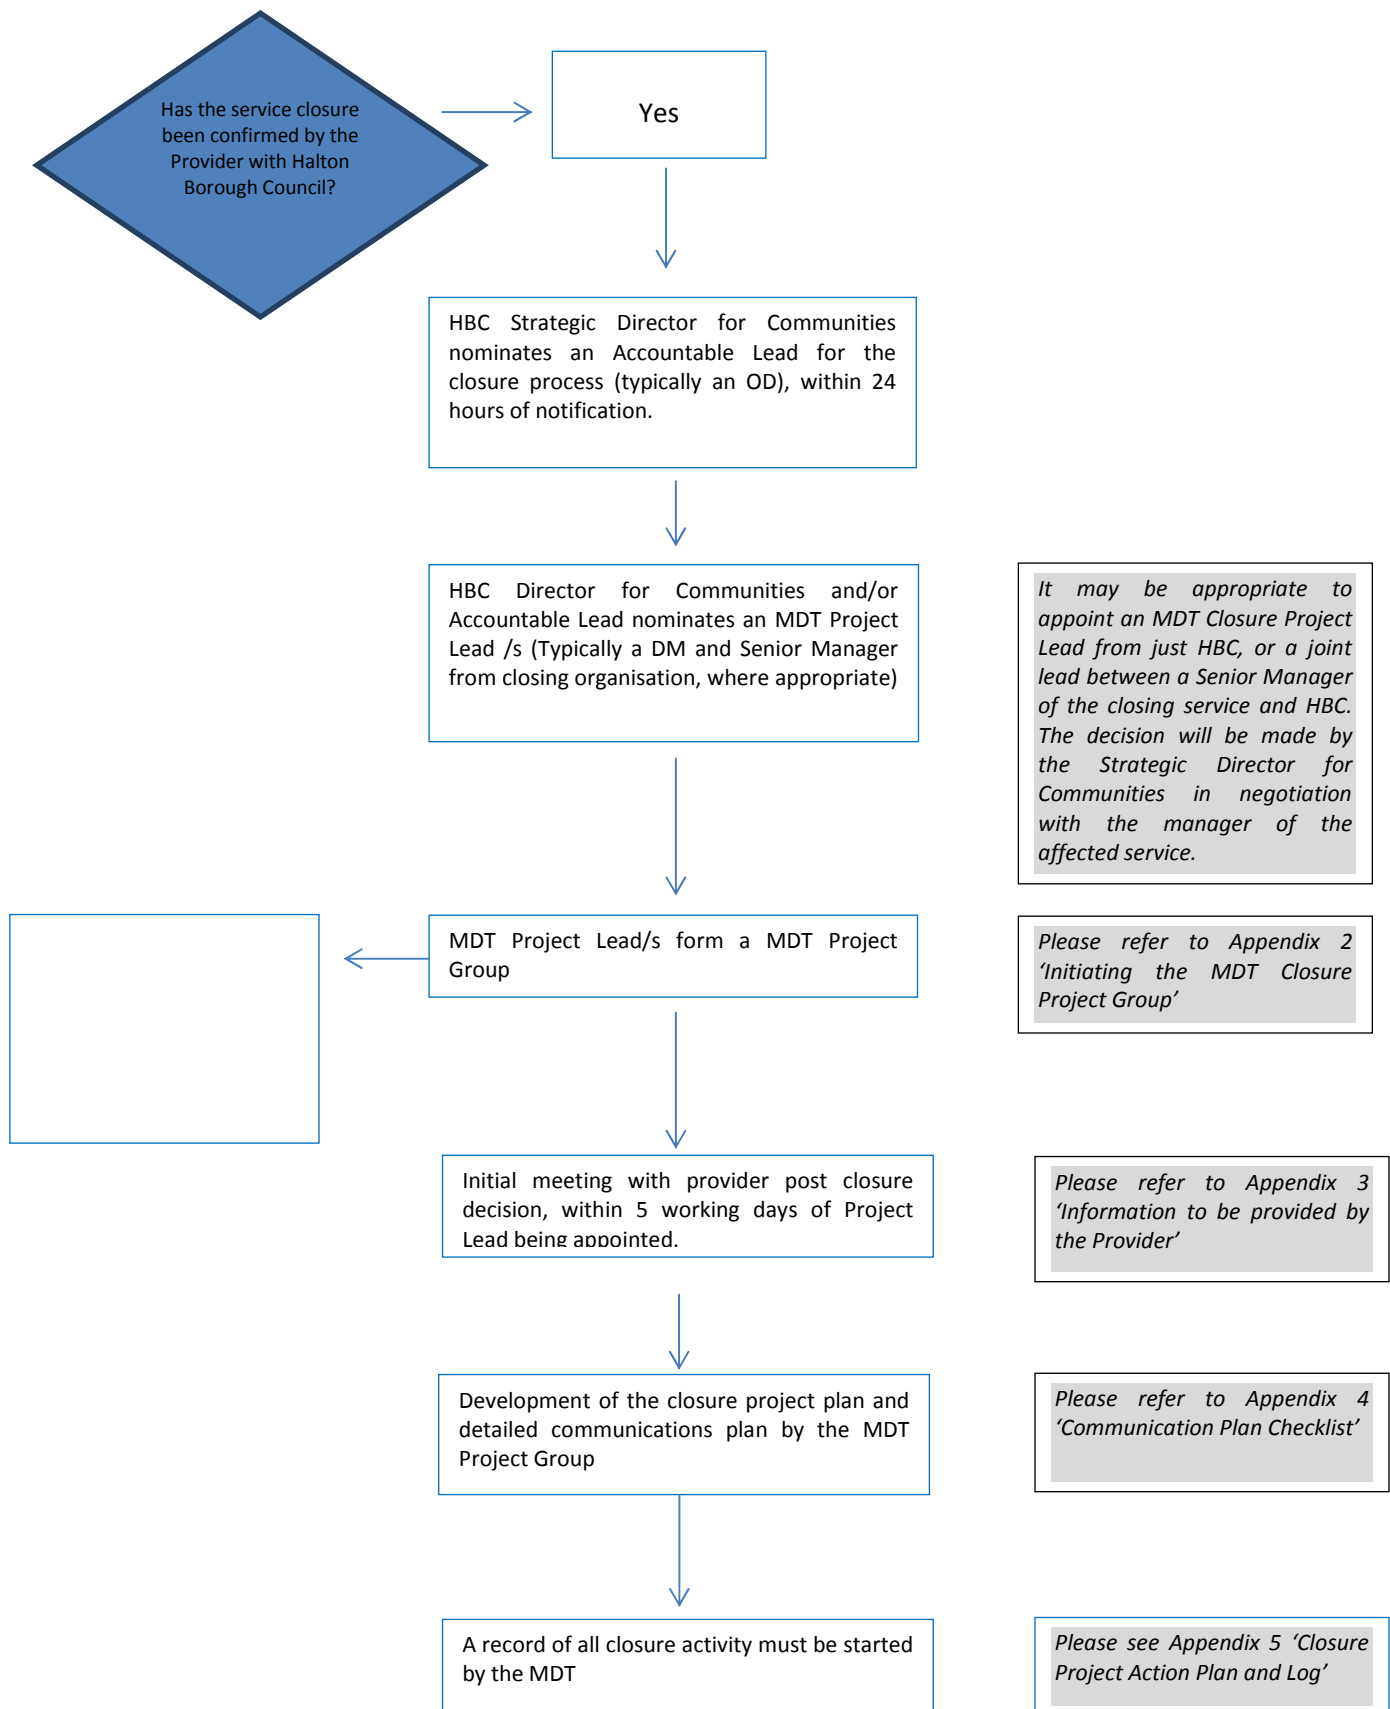 Has the service closure
been confirmed by the
Provider with Halton
Borough Council?
Yes
HBC Strategic Director for Communities
nominates an Accountable Lead for the
closure process (typically an OD), within 24
hours of notification.
HBC Director for Communities and/or
Accountable Lead nominates an MDT Project
Lead /s (Typically a DM and Senior Manager
from closing organisation, where appropriate)
It may be appropriate to
appoint an MDT Closure Project
Lead from just HBC, or a joint
lead between a Senior Manager
of the closing service and HBC.
The decision will be made by
the Strategic Director for
Communities in negotiation
with the manager of the
affected service.
MDT Project Lead/s form a MDT Project
Group
Please refer to Appendix 2
‘Initiating the MDT Closure
Project Group’
Initial meeting with provider post closure
decision, within 5 working days of Project
Lead being appointed.
Please refer to Appendix 3
‘Information to be provided by
the Provider’
Development of the closure project plan and
detailed communications plan by the MDT
Project Group
Please refer to Appendix 4
‘Communication Plan Checklist’
A record of all closure activity must be started
by the MDT
Please see Appendix 5 ‘Closure
Project Action Plan and Log’